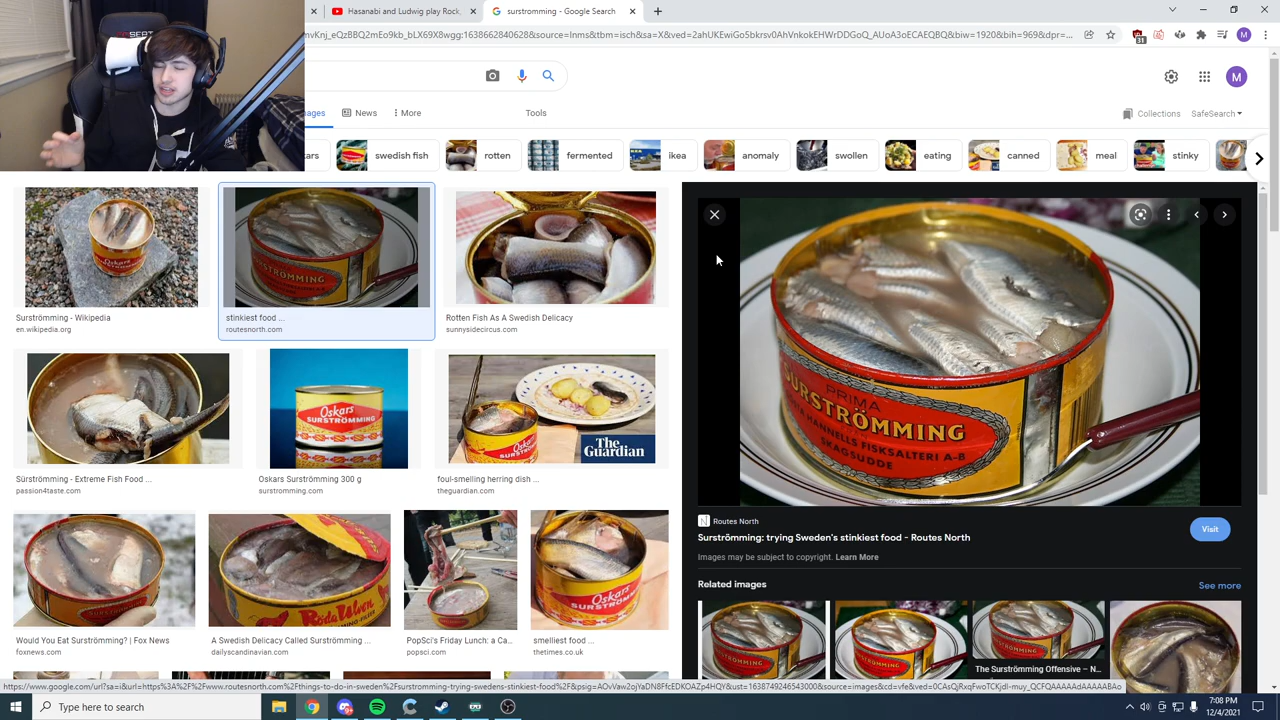 Hasanabi and Ludwig play Rock,
surstromming - Google Search
News
More
Tools
Collections
SafeSearch
M
swedish fish
rotten
fermented
ikea
anomaly
swollen
eating
canned
meal
stinky
Surströmming - Wikipedia
en.wikipedia.org
stinkiest food ...
routesnorth.com
Rotten Fish As A Swedish Delicacy
sunnysidecircus.com
Oskars
SURSTRÖMMING
The
Guardian
Sürströmming - Extreme Fish Food ...
passion4taste.com
Oskars Surströmming 300 g
surstromming.com
foul-smelling herring dish ...
theguardian.com
Would You Eat Surströmming? | Fox News
foxnews.com
A Swedish Delicacy Called Surströmming ...
dailyscandinavian.com
PopSci's Friday Lunch: a Ca...
popsci.com
smelliest food ...
thetimes.co.uk
PRIMA
SURSTRÖMMING
HANNELLS FISKSALTERI A-B
SKAGSUDDE
Routes North
Visit
Surströmming: trying Sweden's stinkiest food - Routes North
Images may be subject to copyright. Learn More
Related images
See more
The Surströmming Offensive – N...
Type here to search
7:08 PM
12/4/2021